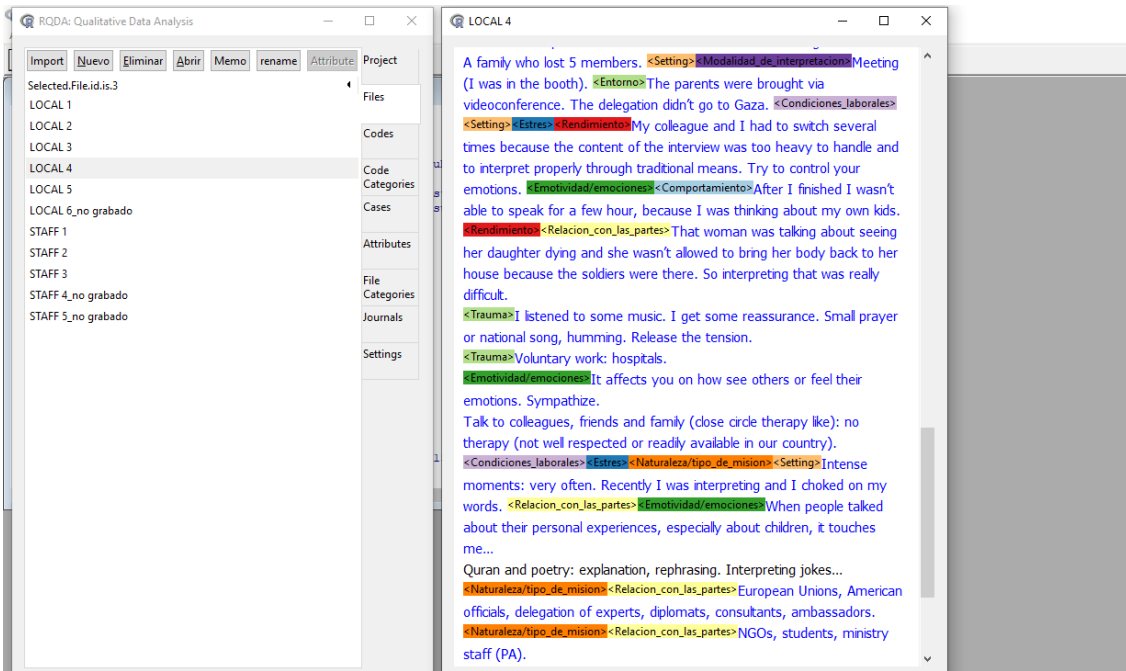 RQDA: Qualitative Data Analysis
Import Nuevo Eliminar Abrir Memo rename Attribute
Selected.File.id.is.3
LOCAL 1
LOCAL 2
LOCAL 3
LOCAL 4
LOCAL 5
LOCAL 6_no grabado
STAFF 1
STAFF 2
STAFF 3
STAFF 4_no grabado
STAFF 5_no grabado
Project
Files
Codes
Code
Categories
Cases
Attributes
File
Categories
Journals
Settings
LOCAL 4
A family who lost 5 members. <Setting><Modalidad_de_interpretacion>Meeting
(I was in the booth). <Entorno>The parents were brought via
videoconference. The delegation didn't go to Gaza. <Condiciones_laborales>
<Setting><Estres><Rendimiento>My colleague and I had to switch several
times because the content of the interview was too heavy to handle and
to interpret properly through traditional means. Try to control your
emotions. <Emotividad/emociones><Comportamiento>After I finished I wasn't
able to speak for a few hour, because I was thinking about my own kids.
<Rendimiento><Relacion_con_las_partes>That woman was talking about seeing
her daughter dying and she wasn't allowed to bring her body back to her
house because the soldiers were there. So interpreting that was really
difficult.
<Trauma>I listened to some music. I get some reassurance. Small prayer
or national song, humming. Release the tension.
<Trauma>Voluntary work: hospitals.
<Emotividad/emociones>It affects you on how see others or feel their
emotions. Sympathize.
Talk to colleagues, friends and family (close circle therapy like): no
therapy (not well respected or readily available in our country).
<Condiciones_laborales><Estres><Naturaleza/tipo_de_mision><Setting>Intense
moments: very often. Recently I was interpreting and I choked on my
words. <Relacion_con_las_partes><Emotividad/emociones>When people talked
about their personal experiences, especially about children, it touches
me...
Quran and poetry: explanation, rephrasing. Interpreting jokes...
<Naturaleza/tipo_de_mision><Relacion_con_las_partes>European Unions, American
officials, delegation of experts, diplomats, consultants, ambassadors.
<Naturaleza/tipo_de_mision><Relacion_con_las_partes>NGOs, students, ministry
staff (PA).